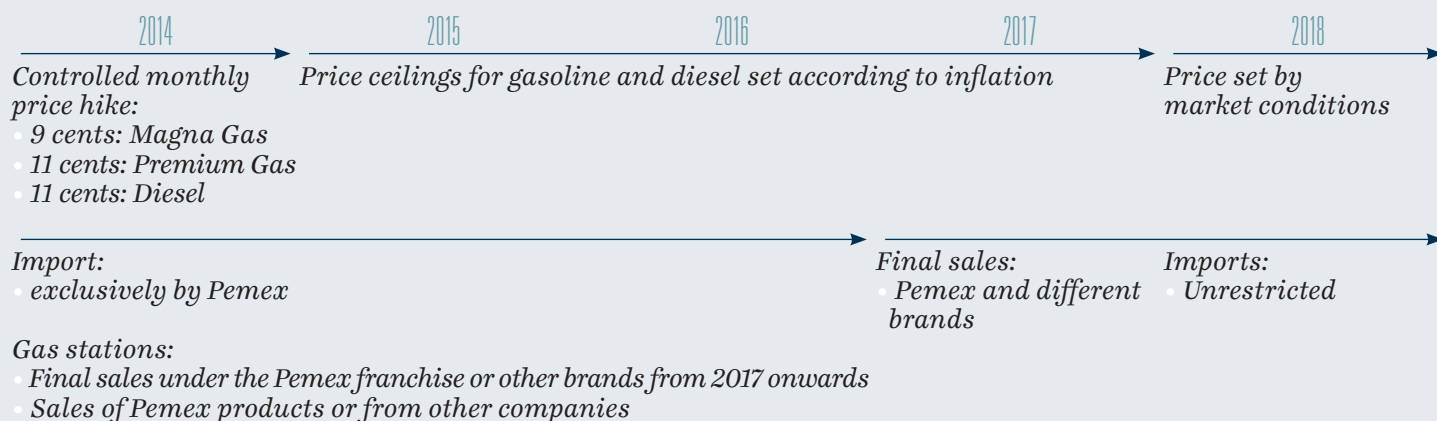 2014
2015
2016
2017
2018
Controlled monthly
price hike:
• 9 cents: Magna Gas
• 11 cents: Premium Gas
• 11 cents: Diesel
Price ceilings for gasoline and diesel set according to inflation
Price set by
market conditions
Import:
• exclusively by Pemex
Final sales:
• Pemex and different
brands
Imports:
• Unrestricted
Gas stations:
• Final sales under the Pemex franchise or other brands from 2017 onwards
• Sales of Pemex products or from other companies